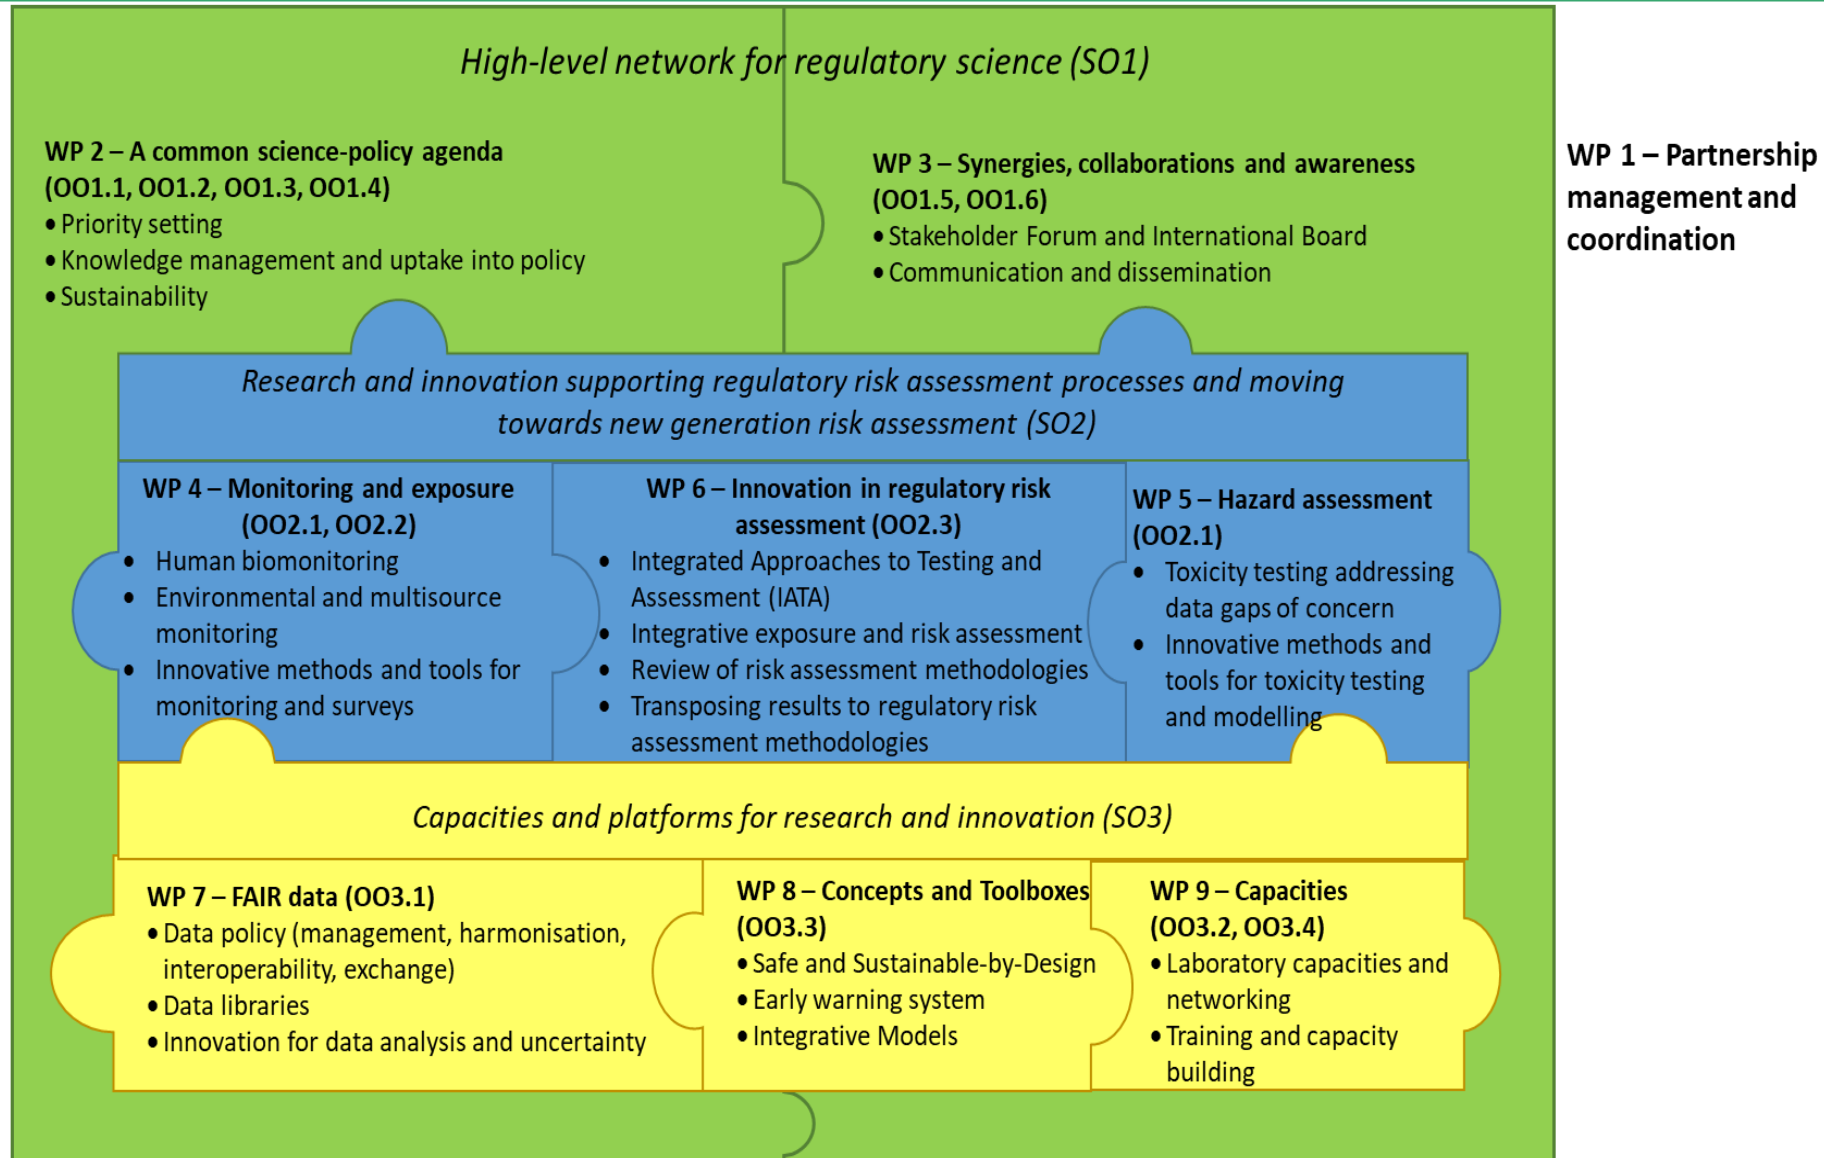 High-level network for regulatory science (SO1)
WP 2 – A common science-policy agenda
(OO1.1, OO1.2, OO1.3, OO1.4)
• Priority setting
• Knowledge management and uptake into policy
• Sustainability
WP 3 – Synergies, collaborations and awareness
(OO1.5, OO1.6)
• Stakeholder Forum and International Board
• Communication and dissemination
WP 1 – Partnership
management and
coordination
Research and innovation supporting regulatory risk assessment processes and moving
towards new generation risk assessment (SO2)
WP 4 – Monitoring and exposure
(OO2.1, OO2.2)
• Human biomonitoring
• Environmental and multisource
monitoring
• Innovative methods and tools for
monitoring and surveys
WP 6 – Innovation in regulatory risk
assessment (OO2.3)
• Integrated Approaches to Testing and
Assessment (IATA)
• Integrative exposure and risk assessment
• Review of risk assessment methodologies
• Transposing results to regulatory risk
assessment methodologies
WP 5 – Hazard assessment
(OO2.1)
• Toxicity testing addressing
data gaps of concern
• Innovative methods and
tools for toxicity testing
and modelling
Capacities and platforms for research and innovation (SO3)
WP 7 – FAIR data (OO3.1)
• Data policy (management, harmonisation,
interoperability, exchange)
• Data libraries
• Innovation for data analysis and uncertainty
WP 8 – Concepts and Toolboxes
(OO3.3)
• Safe and Sustainable-by-Design
• Early warning system
• Integrative Models
WP 9 – Capacities
(OO3.2, OO3.4)
• Laboratory capacities and
networking
• Training and capacity
building